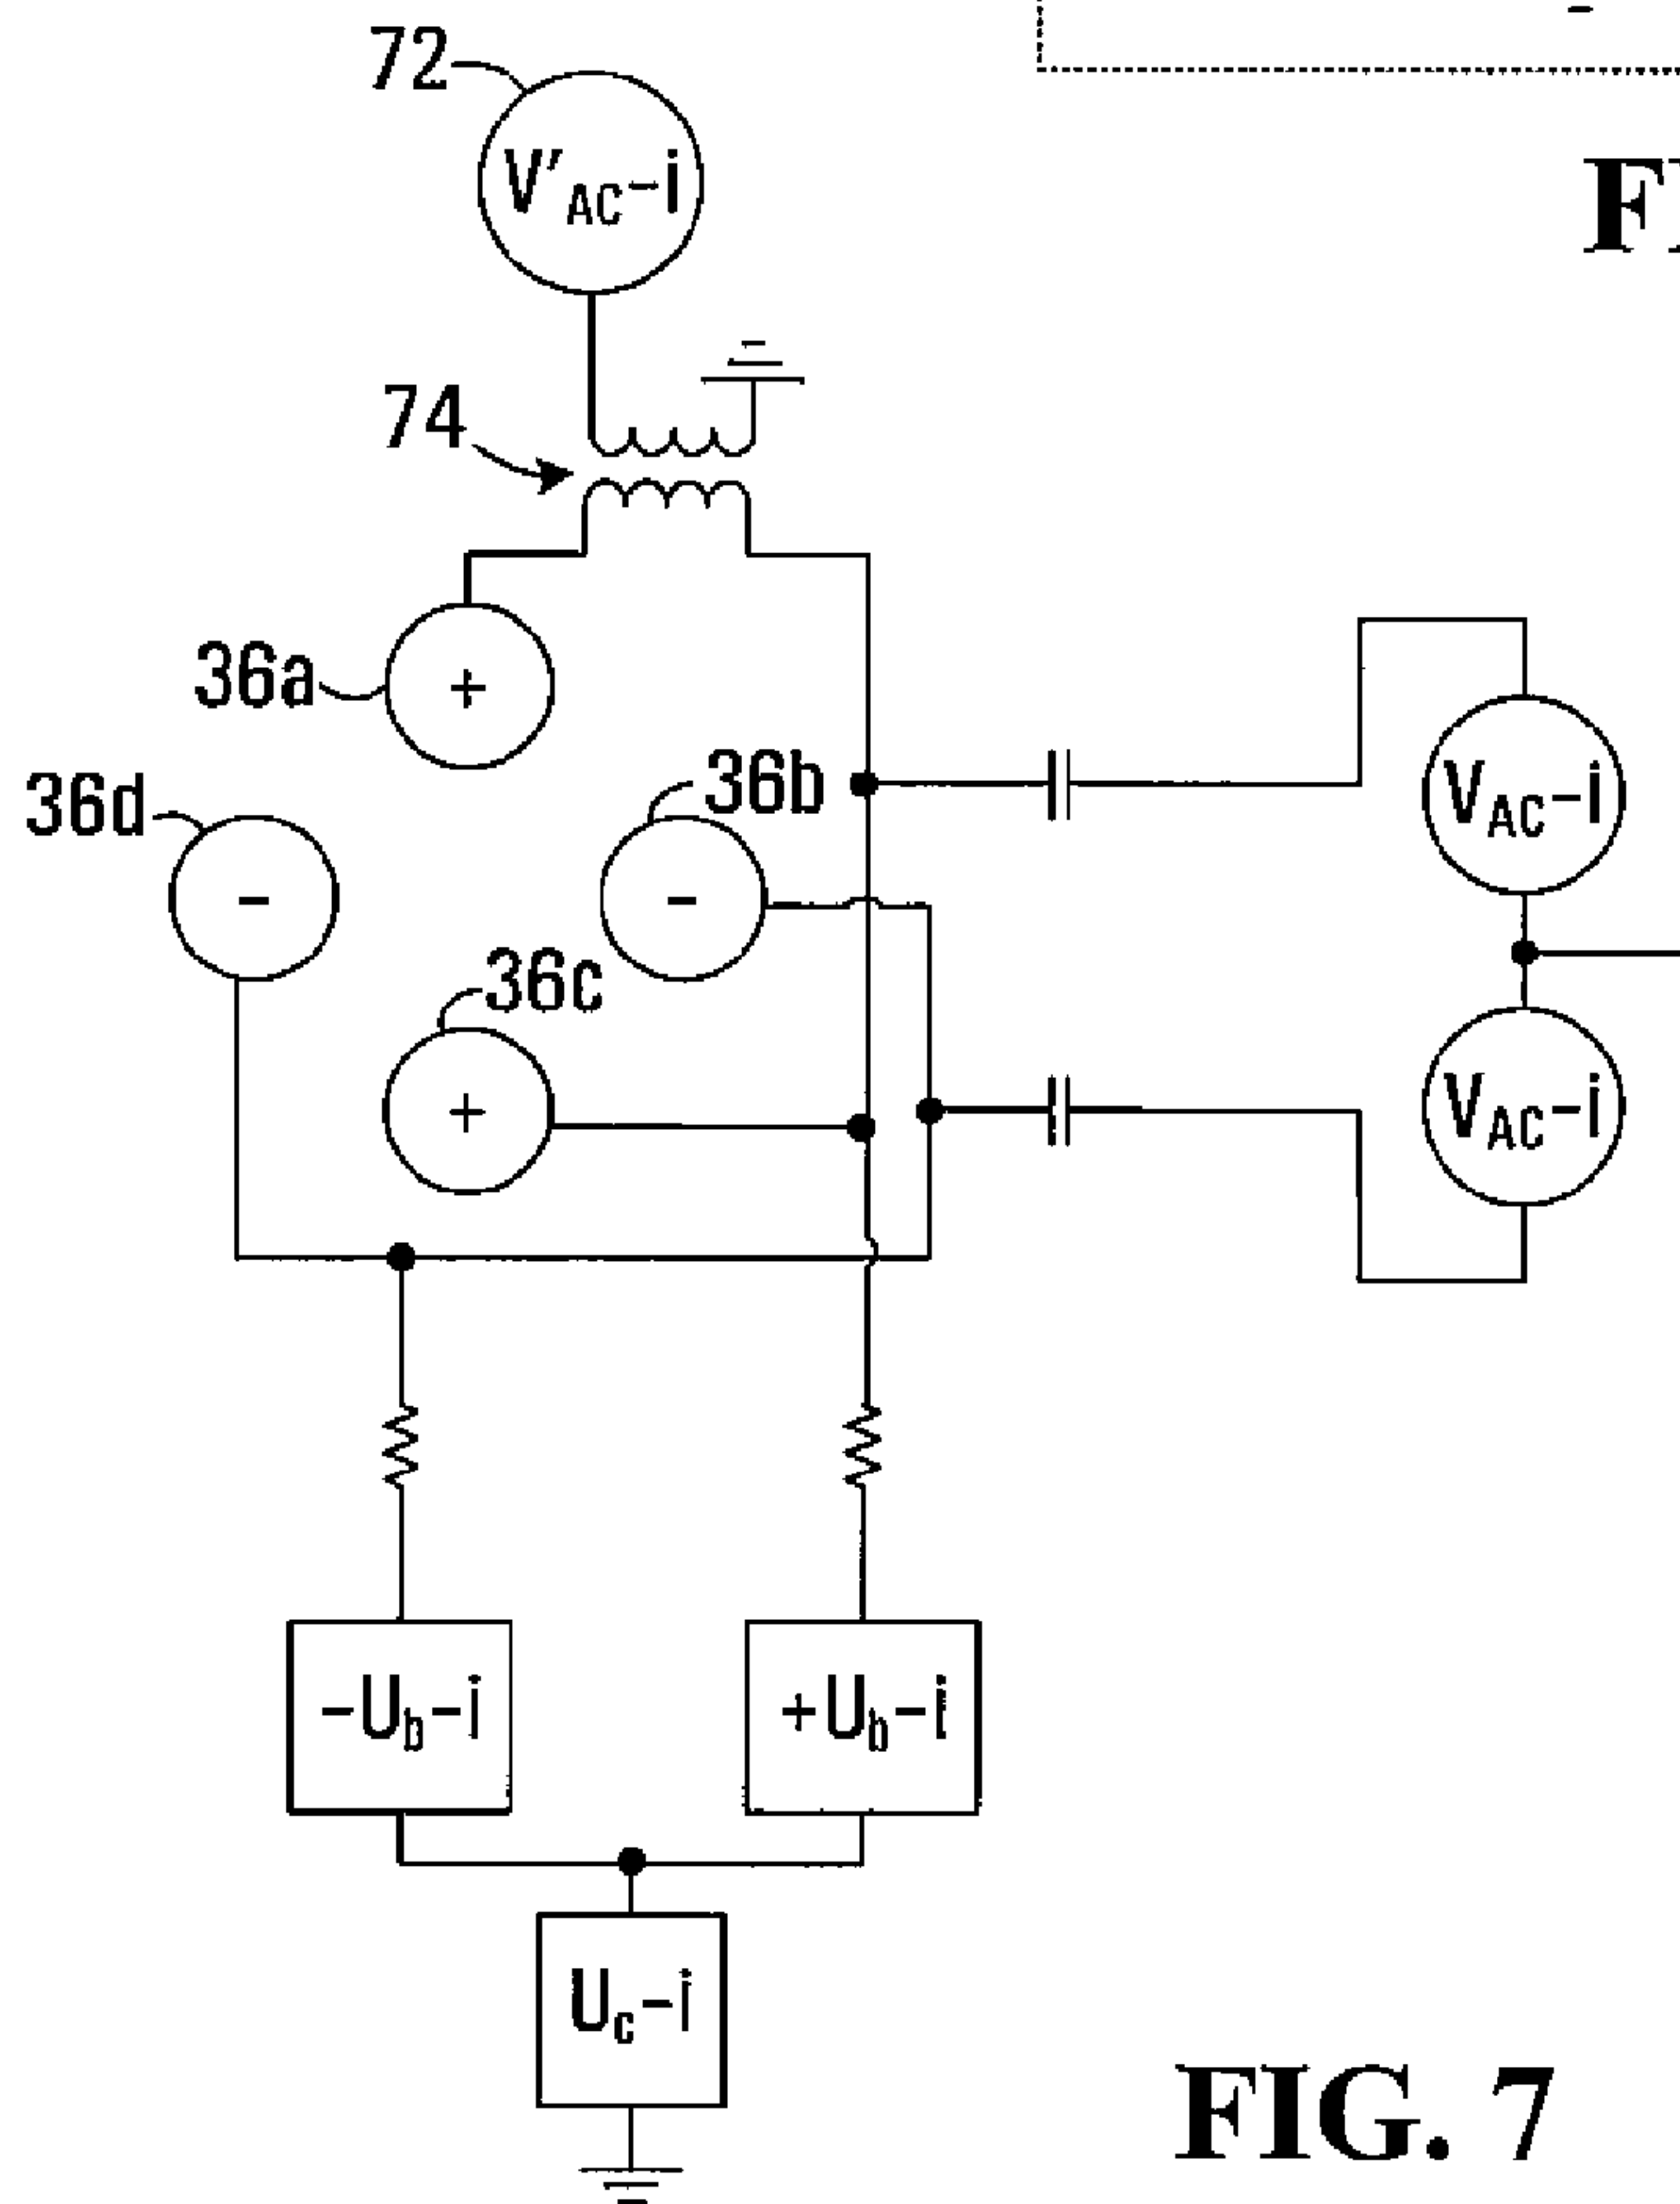 72
V'AC-i
74
36a
+
36b
36d
-
-
VAC-i
36c
+
VAC-i
-Ub-i
+Ub-i
Uc-i
FIG. 7